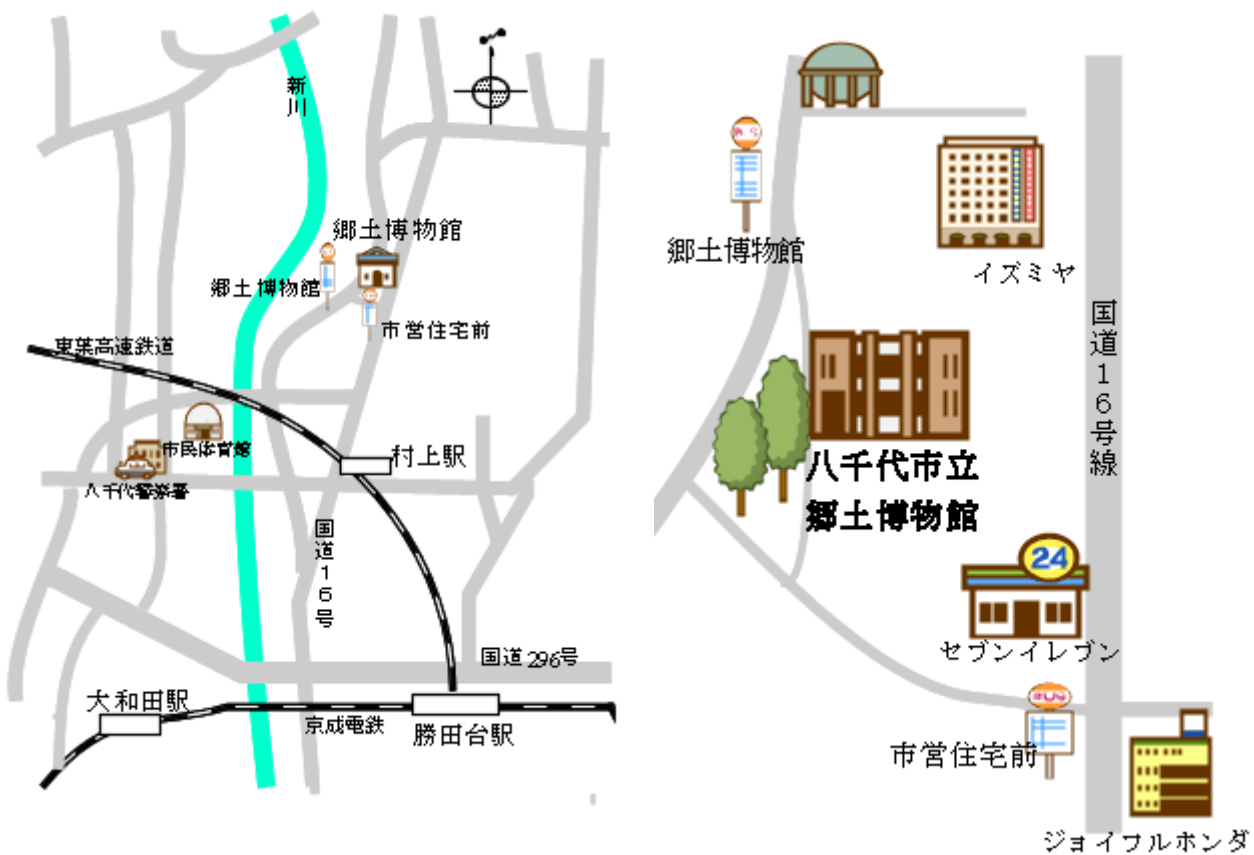 新川
郷土博物館
郷土博物館
市営住宅前
東葉高速鉄道
市民体育館
村上駅
八千代警察署
国道16号
国道296号
大和田駅
京成電鉄
勝田台駅
郷土博物館
イズミヤ
国道16号線
八千代市立
郷土博物館
24
セブンイレブン
市営住宅前
ジョイフルホンダ